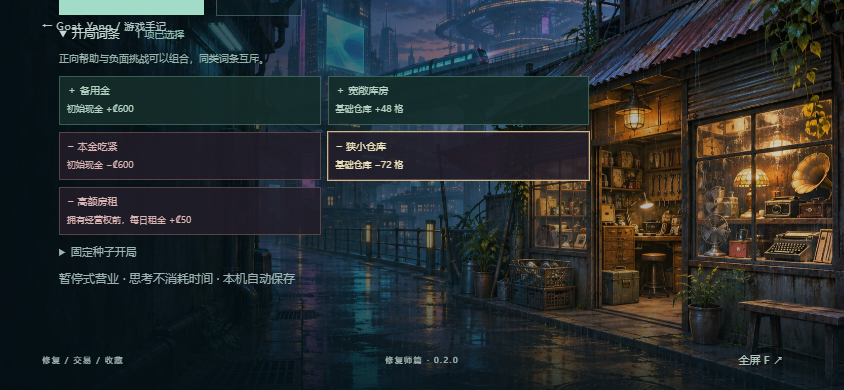 ← Goat Yang / 游戏手记
▼ 开局词条 1 项已选择
正向帮助与负面挑战可以组合，同类词条互斥。
+ 备用金
初始现金 +₡600
+ 宽敞库房
基础仓库 +48 格
− 本金吃紧
初始现金 −₡600
− 狭小仓库
基础仓库 −72 格
− 高额房租
拥有经营权前，每日租金 +₡50
▶ 固定种子开局
暂停式营业 · 思考不消耗时间 · 本机自动保存
修复 / 交易 / 收藏
修复师篇 · 0.2.0
全屏 F ↗